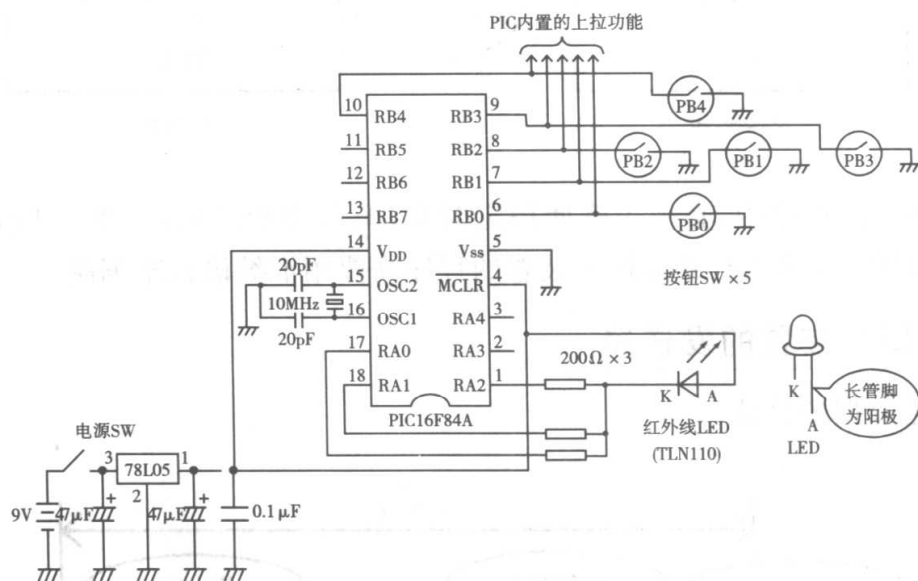 PIC内置的上拉功能
10 RB4 RB3 9
PB4
11 RB5 RB2 8
PB2 PB1 PB3
12 RB6 RB1 7
13 RB7 RB0 6
PB0
14 VDD Vss 5
按钮SW×5
20pF
15 OSC2 MCLR 4
10MHz
16 OSC1 RA4 3
20pF
17 RA0 RA3 2
200Ω×3
18 RA1 RA2 1
K A
PIC16F84A
红外线LED
(TLN110)
K
A
LED
长管脚
为阳极
电源SW
3 78L05 1
2
+
+
9V
47μF
47μF
0.1μF